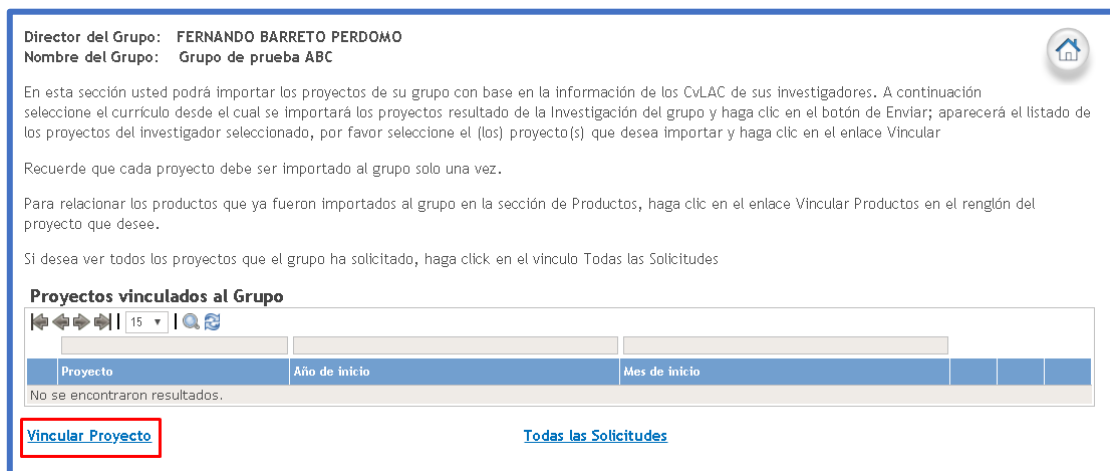 Director del Grupo: FERNANDO BARRETO PERDOMO
Nombre del Grupo: Grupo de prueba ABC
En esta sección usted podrá importar los proyectos de su grupo con base en la información de los CvLAC de sus investigadores. A continuación
seleccione el currículo desde el cual se importará los proyectos resultado de la Investigación del grupo y haga clic en el botón de Enviar; aparecerá el listado de
los proyectos del investigador seleccionado, por favor seleccione el (los) proyecto(s) que desea importar y haga clic en el enlace Vincular
Recuerde que cada proyecto debe ser importado al grupo solo una vez.
Para relacionar los productos que ya fueron importados al grupo en la sección de Productos, haga clic en el enlace Vincular Productos en el renglón del
proyecto que desee.
Si desea ver todos los proyectos que el grupo ha solicitado, haga click en el vinculo Todas las Solicitudes
Proyectos vinculados al Grupo
15
Proyecto Año de inicio Mes de inicio
No se encontraron resultados.
Vincular Proyecto Todas las Solicitudes